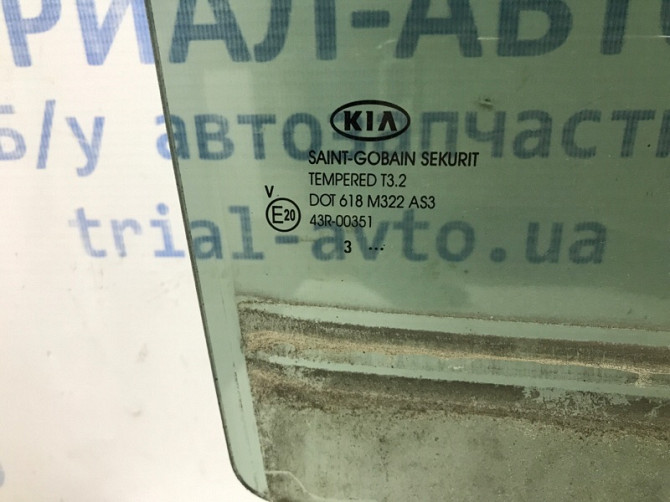 РИАЛ-АВТО
Б/у автозапчасти
trial-avto.ua
KIA
SAINT-GOBAIN SEKURIT
TEMPERED T3.2
DOT 618 M322 AS3
V
E20
43R-00351
3 ...